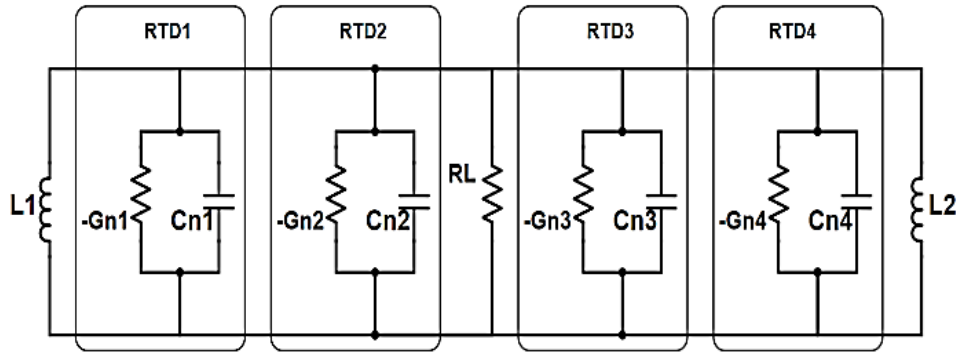 RTD1
RTD2
RTD3
RTD4
L1
-Gn1
Cn1
-Gn2
Cn2
RL
-Gn3
Cn3
-Gn4
Cn4
L2